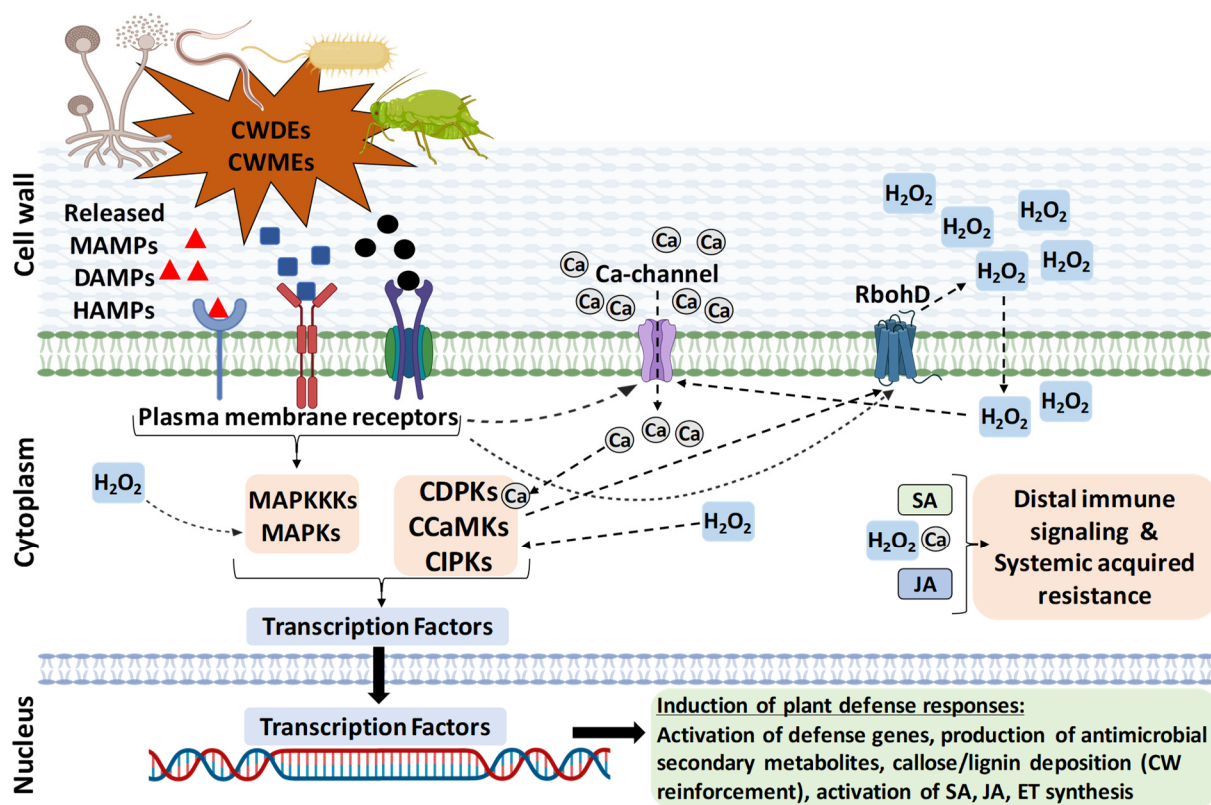 CWDEs
CWMEs
Cell wall
Released
MAMPs
DAMPs
HAMPs
Ca
Ca
Ca
Ca-channel
Ca
Ca
Ca
Ca
RbohD
H₂O₂
H₂O₂
H₂O₂
H₂O₂
H₂O₂
Plasma membrane receptors
Ca
Ca
Ca
H₂O₂
H₂O₂
Cytoplasm
H₂O₂
MAPKKKs
MAPKs
CDPKs
Ca
CCaMKs
CIPKs
H₂O₂
SA
H₂O₂
Ca
JA
Distal immune
signaling &
Systemic acquired
resistance
Transcription Factors
Nucleus
Transcription Factors
Induction of plant defense responses:
Activation of defense genes, production of antimicrobial
secondary metabolites, callose/lignin deposition (CW
reinforcement), activation of SA, JA, ET synthesis